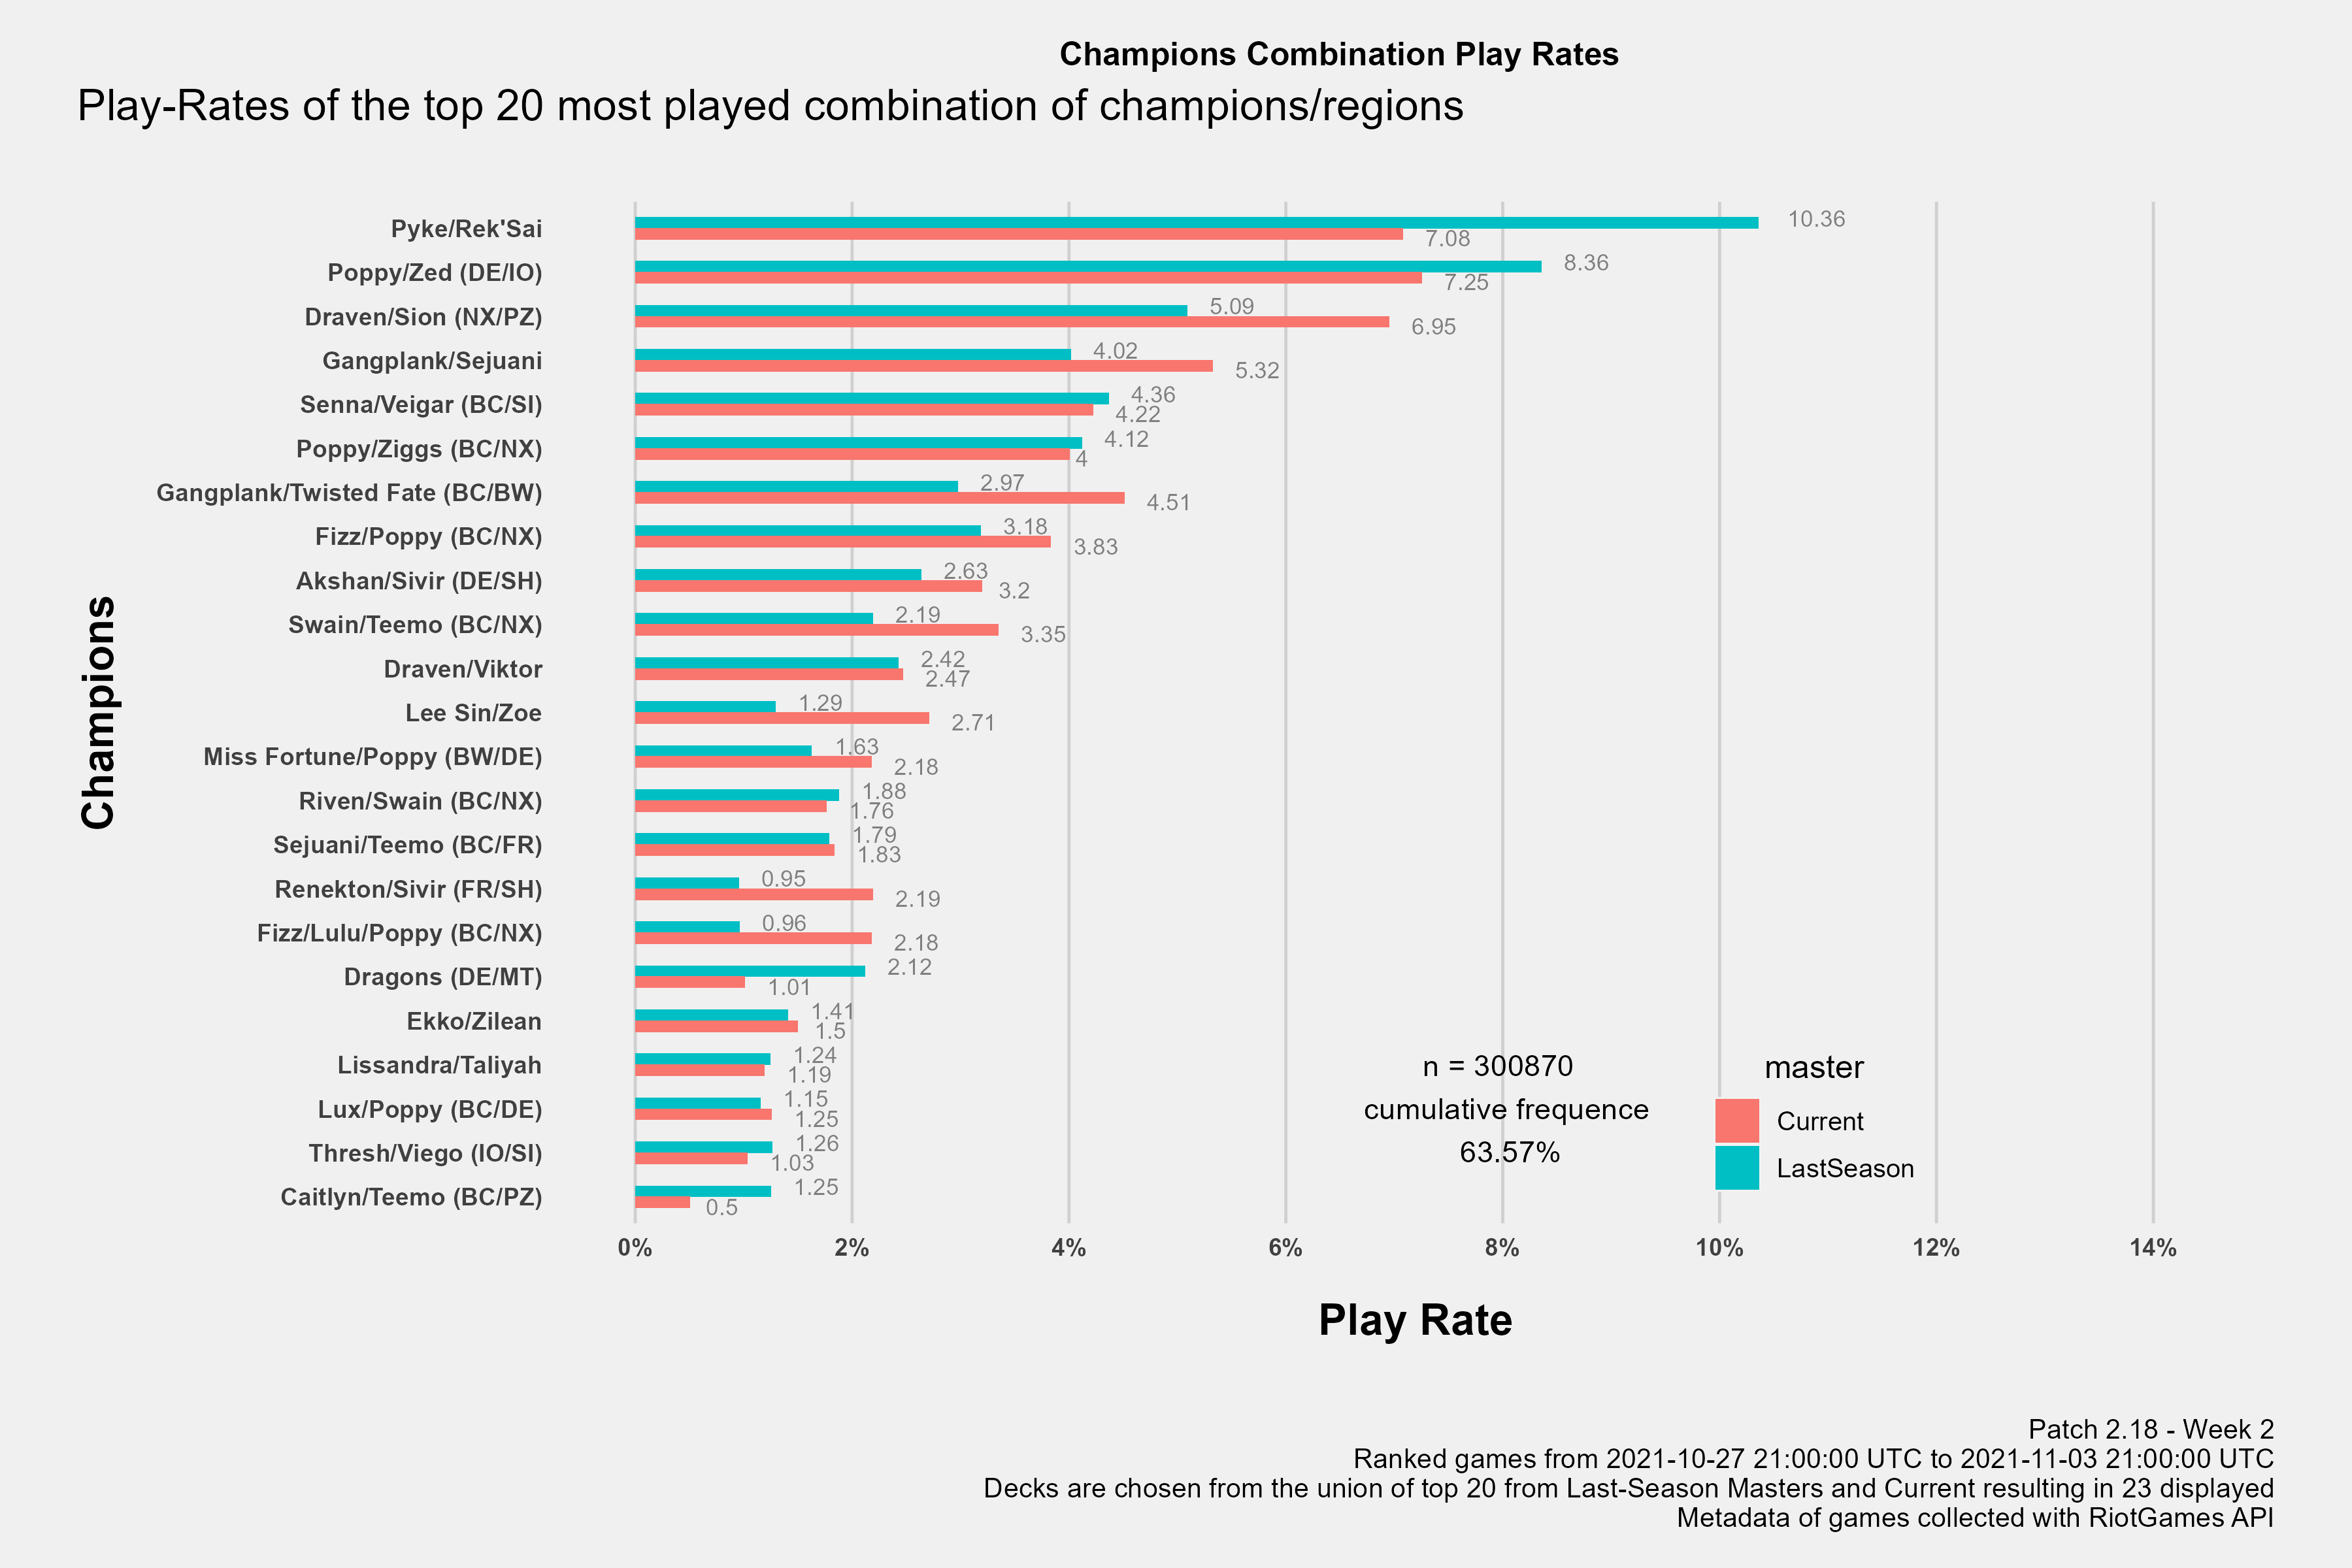 Champions Combination Play Rates
Play-Rates of the top 20 most played combination of champions/regions
Champions
Pyke/Rek'Sai
10.36
7.08
Poppy/Zed (DE/IO)
8.36
7.25
Draven/Sion (NX/PZ)
5.09
6.95
Gangplank/Sejuani
4.02
5.32
Senna/Veigar (BC/SI)
4.36
4.22
Poppy/Ziggs (BC/NX)
4.12
4
Gangplank/Twisted Fate (BC/BW)
2.97
4.51
Fizz/Poppy (BC/NX)
3.18
3.83
Akshan/Sivir (DE/SH)
2.63
3.2
Swain/Teemo (BC/NX)
2.19
3.35
Draven/Viktor
2.42
2.47
Lee Sin/Zoe
1.29
2.71
Miss Fortune/Poppy (BW/DE)
1.63
2.18
Riven/Swain (BC/NX)
1.88
1.76
Sejuani/Teemo (BC/FR)
1.79
1.83
Renekton/Sivir (FR/SH)
0.95
2.19
Fizz/Lulu/Poppy (BC/NX)
0.96
2.18
Dragons (DE/MT)
2.12
1.01
Ekko/Zilean
1.41
1.5
Lissandra/Taliyah
1.24
1.19
Lux/Poppy (BC/DE)
1.15
1.25
Thresh/Viego (IO/SI)
1.26
1.03
Caitlyn/Teemo (BC/PZ)
1.25
0.5
n = 300870
cumulative frequence
63.57%
master
Current
LastSeason
0% 2% 4% 6% 8% 10% 12% 14%
Play Rate
Patch 2.18 - Week 2
Ranked games from 2021-10-27 21:00:00 UTC to 2021-11-03 21:00:00 UTC
Decks are chosen from the union of top 20 from Last-Season Masters and Current resulting in 23 displayed
Metadata of games collected with RiotGames API